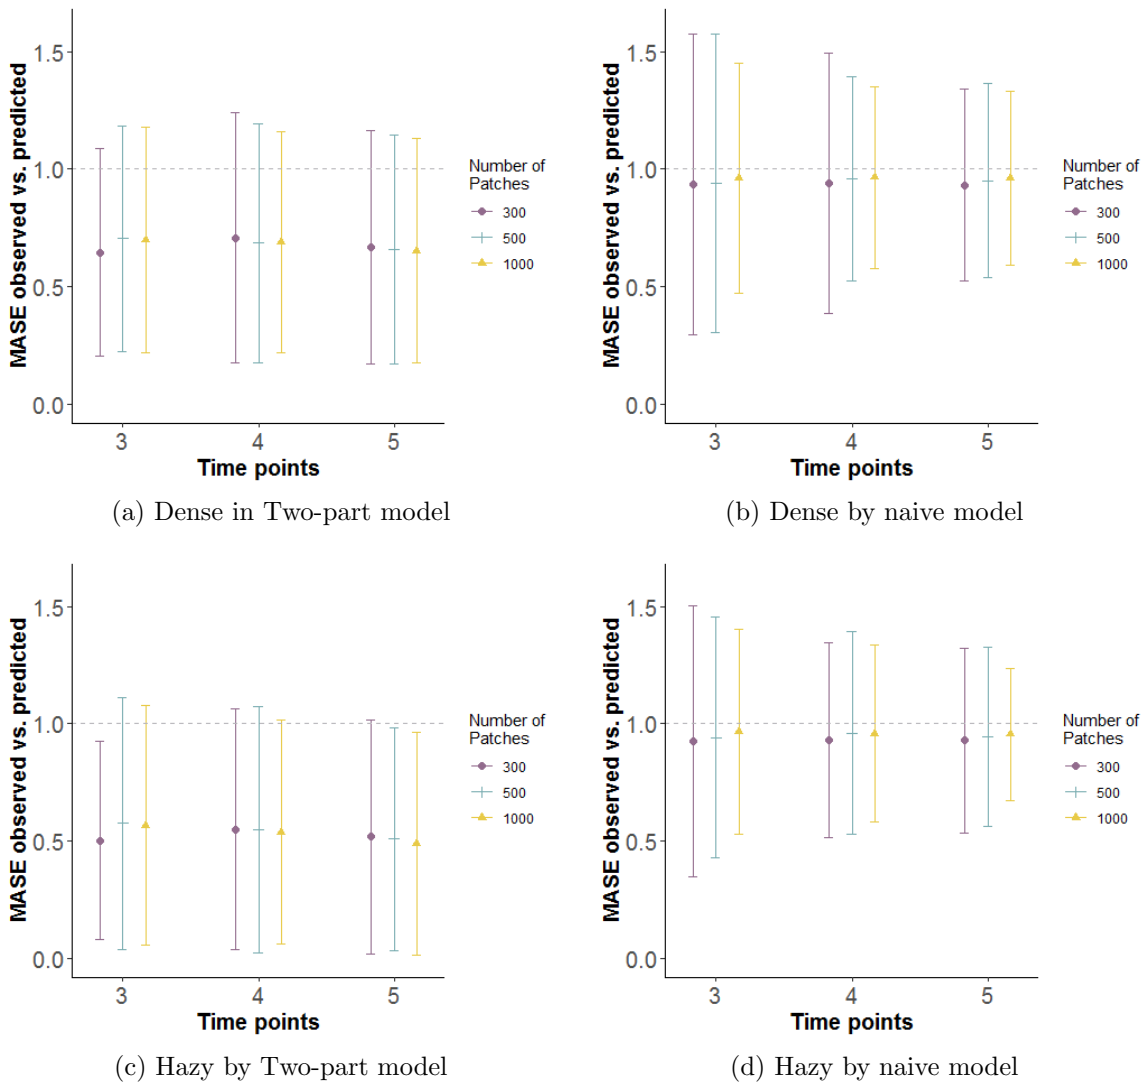 MASE observed vs. predicted
1.5
1.0
0.5
0.0
3 4 5
Time points
Number of
Patches
300
500
1000
(a) Dense in Two-part model
MASE observed vs. predicted
1.5
1.0
0.5
0.0
3 4 5
Time points
Number of
Patches
300
500
1000
(b) Dense by naive model
MASE observed vs. predicted
1.5
1.0
0.5
0.0
3 4 5
Time points
Number of
Patches
300
500
1000
(c) Hazy by Two-part model
MASE observed vs. predicted
1.5
1.0
0.5
0.0
3 4 5
Time points
Number of
Patches
300
500
1000
(d) Hazy by naive model